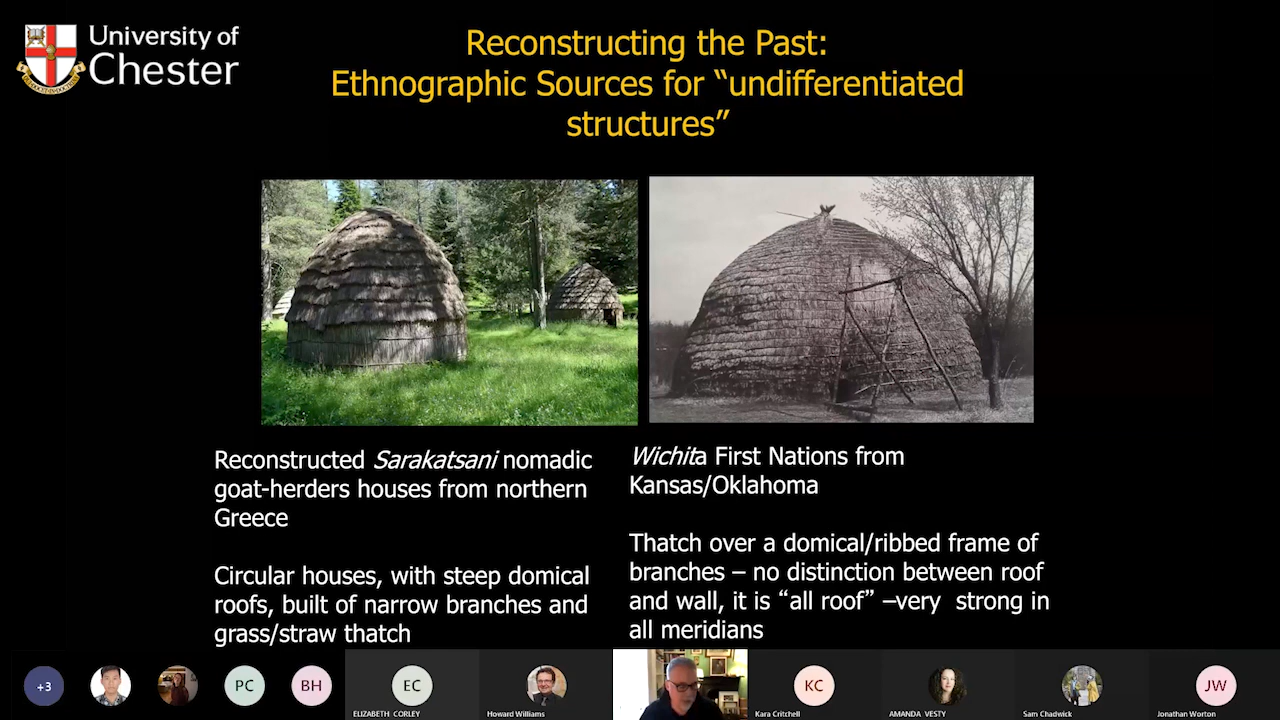 University of
Chester
Reconstructing the Past:
Ethnographic Sources for “undifferentiated
structures”
Reconstructed Sarakatsani nomadic
goat-herders houses from northern
Greece
Circular houses, with steep domical
roofs, built of narrow branches and
grass/straw thatch
Wichita First Nations from
Kansas/Oklahoma
Thatch over a domical/ribbed frame of
branches – no distinction between roof
and wall, it is “all roof” –very strong in
all meridians
+3
PC
BH
EC
ELIZABETH CORLEY
Howard Williams
KC
Kara Critchell
AMANDA VESTY
Sam Chadwick
JW
Jonathan Worton